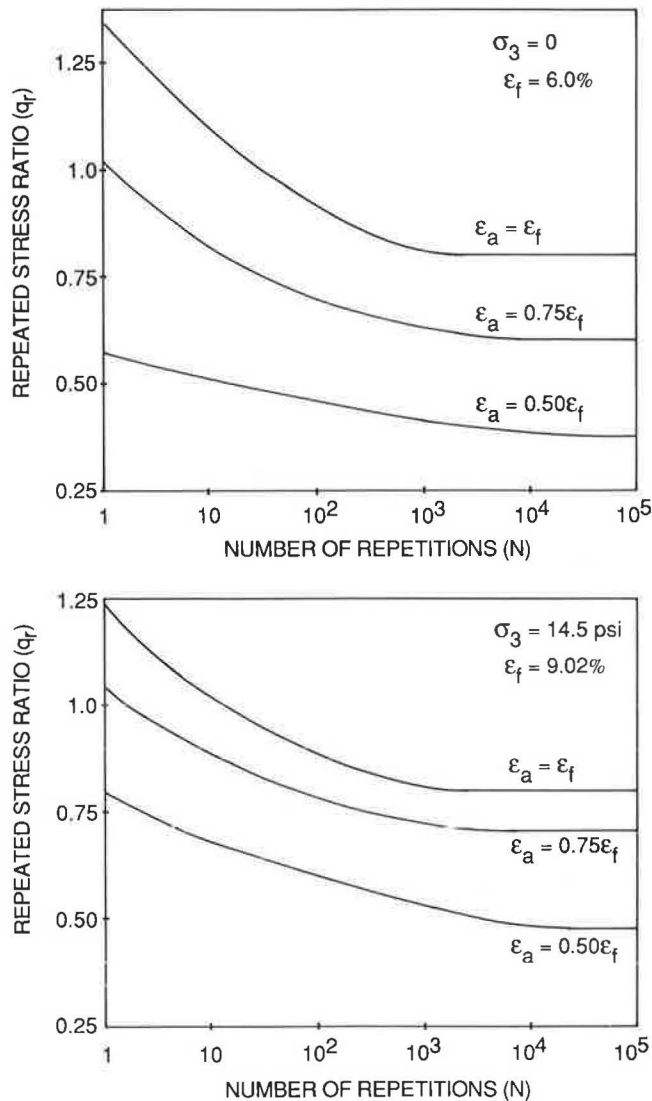 REPEATED STRESS RATIO (qr)
1.25
1.0
0.75
0.50
0.25
σ3 = 0
εf = 6.0%
εa = εf
εa = 0.75εf
εa = 0.50εf
1 10 10² 10³ 10⁴ 10⁵
NUMBER OF REPETITIONS (N)
REPEATED STRESS RATIO (qr)
1.25
1.0
0.75
0.50
0.25
σ3 = 14.5 psi
εf = 9.02%
εa = εf
εa = 0.75εf
εa = 0.50εf
1 10 10² 10³ 10⁴ 10⁵
NUMBER OF REPETITIONS (N)